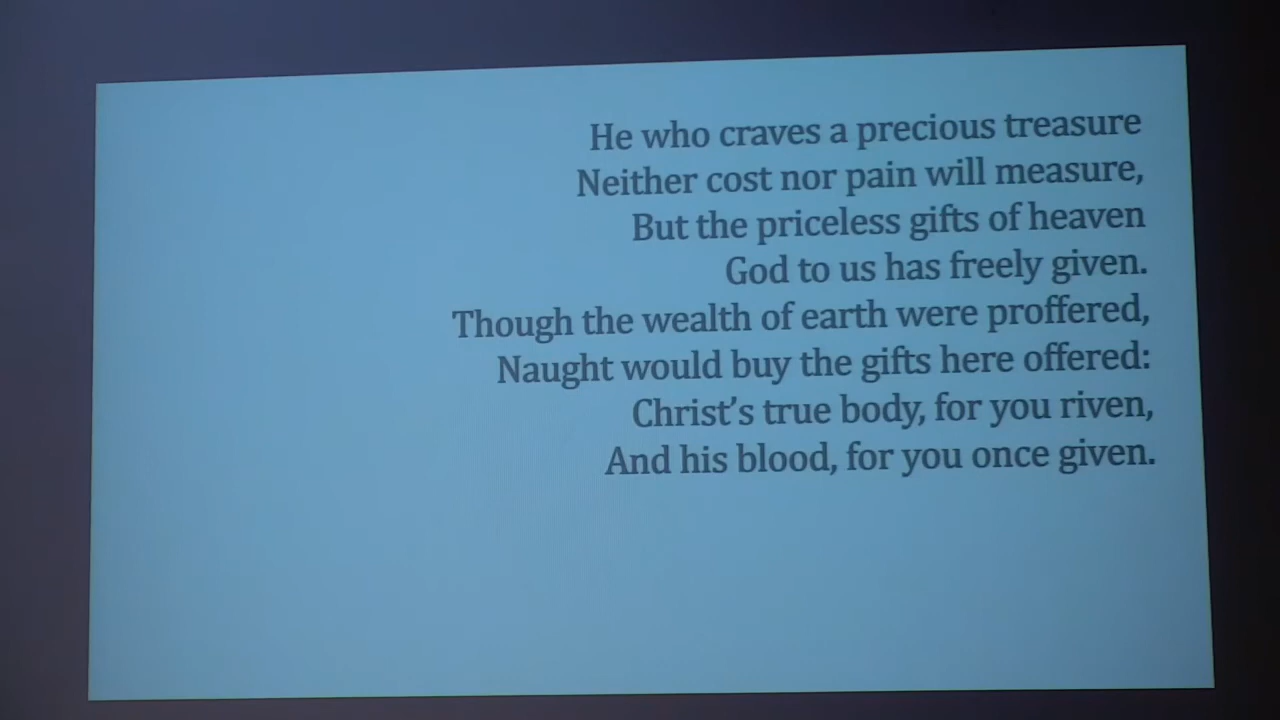 He who craves a precious treasure
Neither cost nor pain will measure,
But the priceless gifts of heaven
God to us has freely given.
Though the wealth of earth were proffered,
Naught would buy the gifts here offered:
Christ’s true body, for you riven,
And his blood, for you once given.